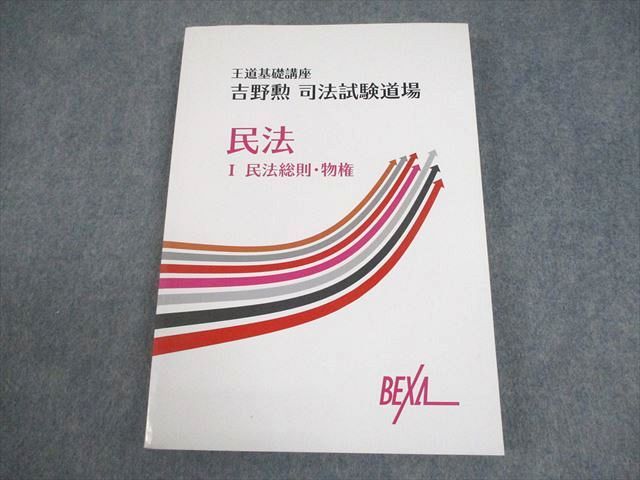 王道基礎講座
吉野勲 司法試験道場
民法
I 民法総則・物権
BEXA